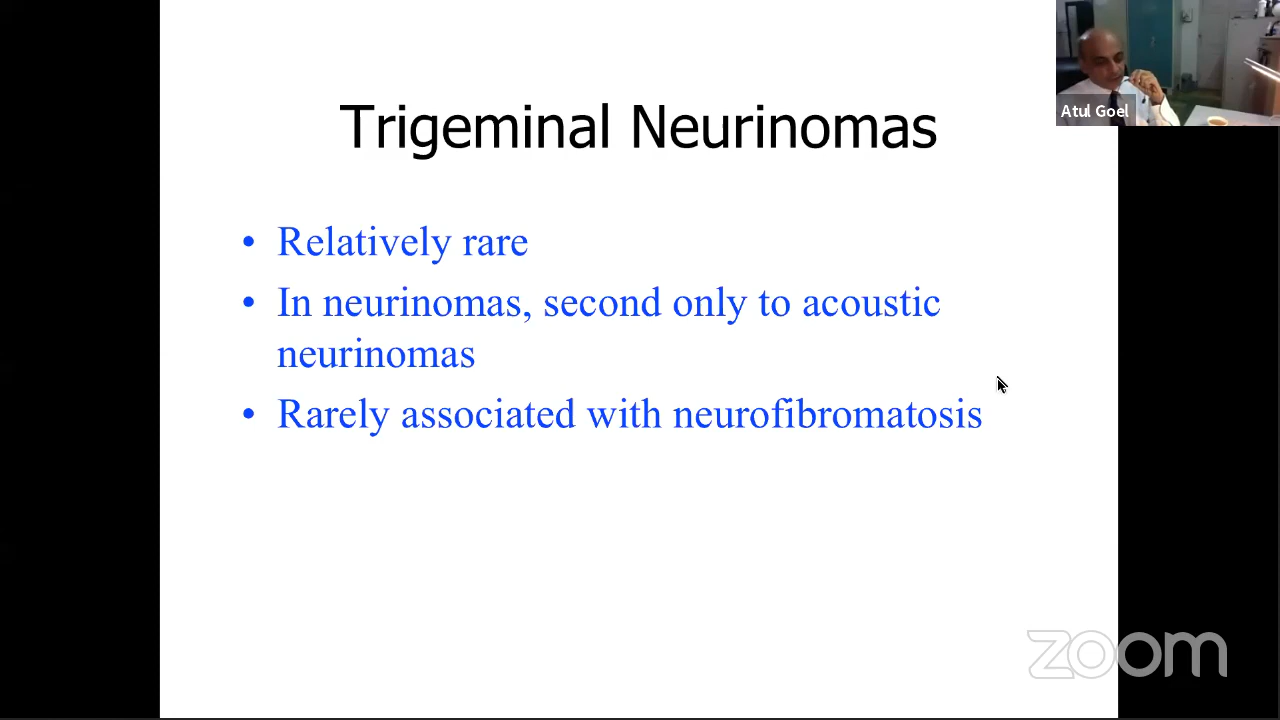 Atul Goel
Trigeminal Neurinomas
• Relatively rare
• In neurinomas, second only to acoustic
neurinomas
• Rarely associated with neurofibromatosis
zoom